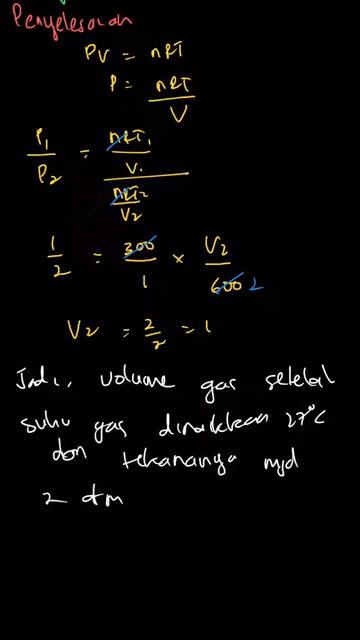 Penyelesaian
PV = nRT
P = nRT / V
P1 / P2 = nRT1 / V1 / nRT2 / V2
1 / 2 = 300 / 1 × V2 / 600 2
V2 = 2/2 = 1
Jadi, volume gas setelah
suhu gas dinaikkan 27°C
dan tekananya mjd
2 atm